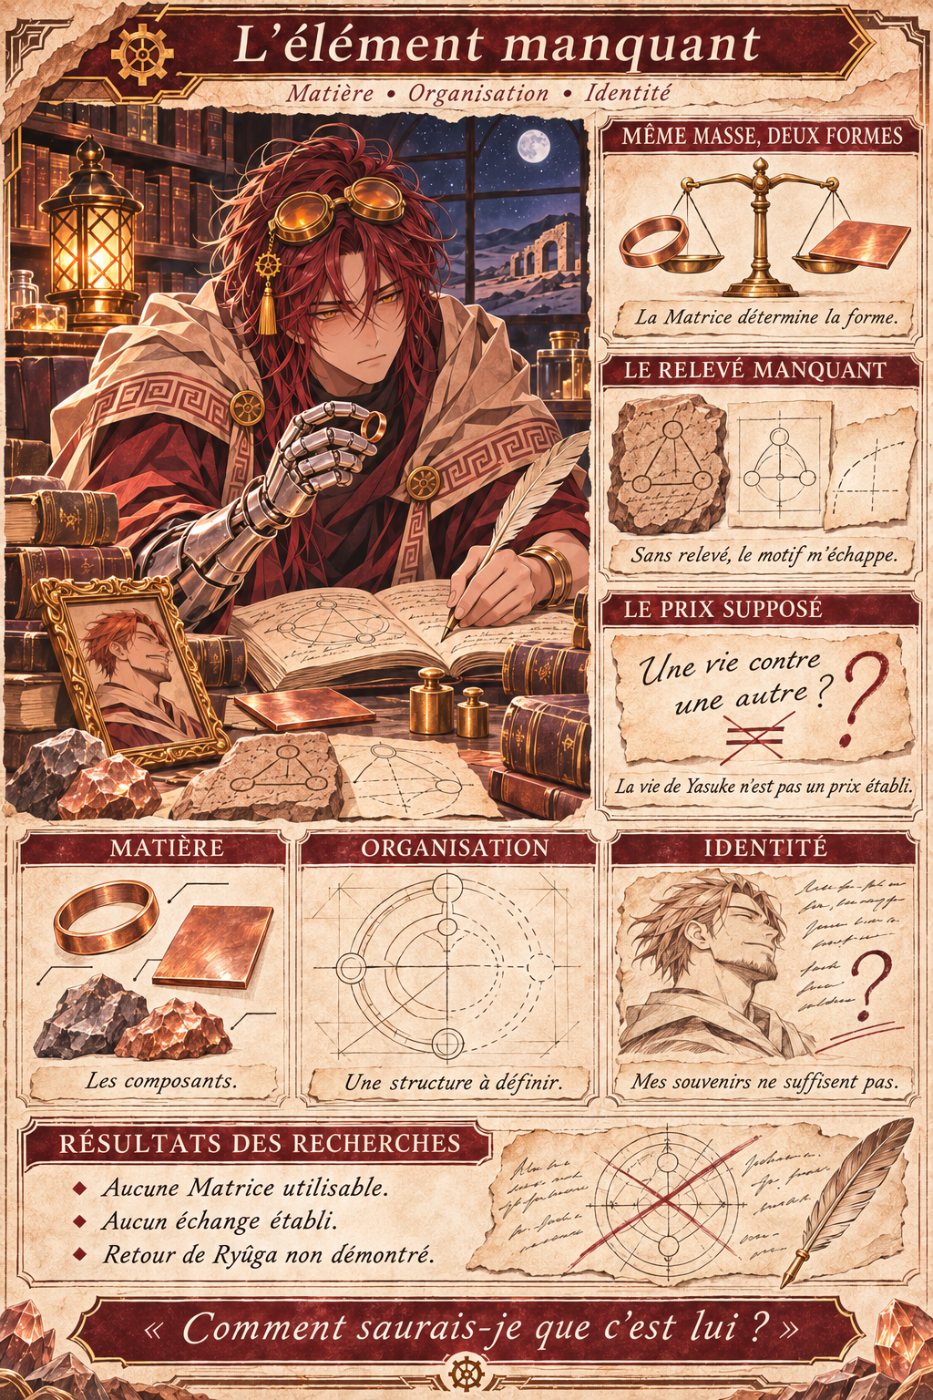 L'élément manquant
Matière • Organisation • Identité
MÊME MASSE, DEUX FORMES
La Matrice détermine la forme.
LE RELEVÉ MANQUANT
Sans relevé, le motif m'échappe.
LE PRIX SUPPOSÉ
Une vie contre
une autre ?
?
La vie de Yasuke n'est pas un prix établi.
MATIÈRE
Les composants.
ORGANISATION
Une structure à définir.
IDENTITÉ
?
Mes souvenirs ne suffisent pas.
RÉSULTATS DES RECHERCHES
◆ Aucune Matrice utilisable.
◆ Aucun échange établi.
◆ Retour de Ryûga non démontré.
« Comment saurais-je que c'est lui ? »